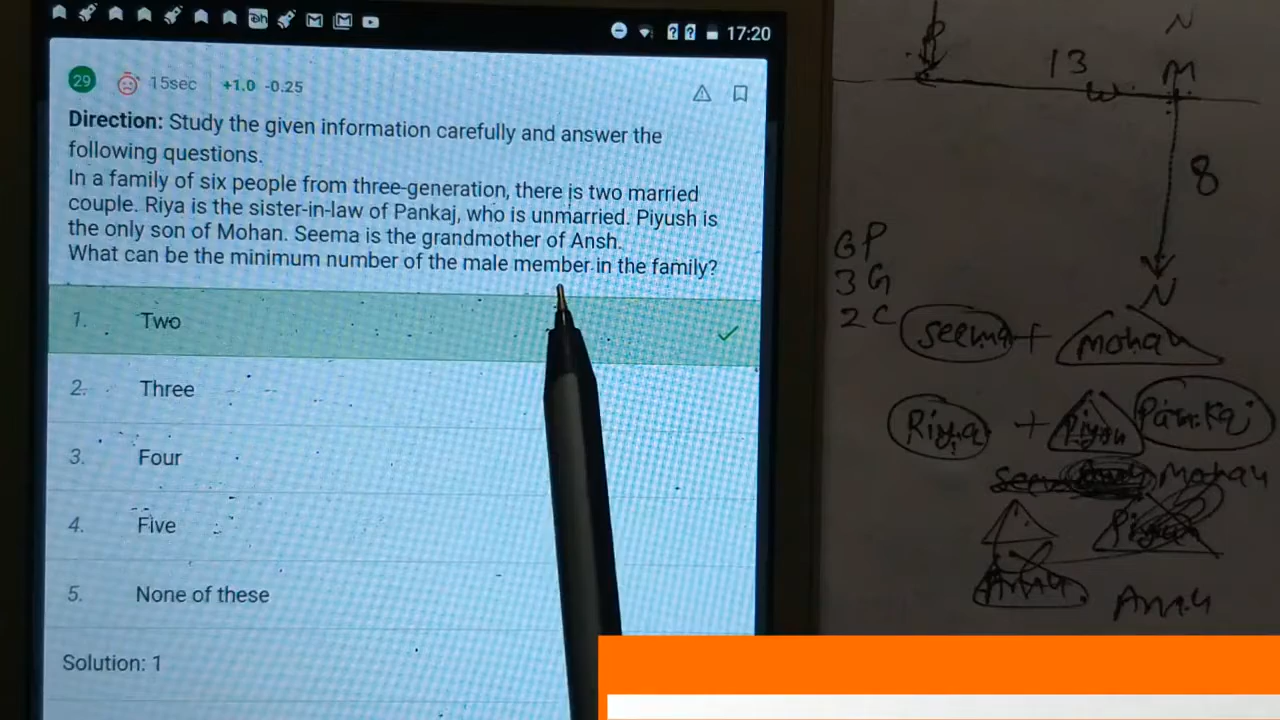 17:20
29 15sec +1.0 -0.25
Direction: Study the given information carefully and answer the
following questions.
In a family of six people from three-generation, there is two married
couple. Riya is the sister-in-law of Pankaj, who is unmarried. Piyush is
the only son of Mohan. Seema is the grandmother of Ansh.
What can be the minimum number of the male member in the family?
1. Two
2. Three
3. Four
4. Five
5. None of these
Solution: 1
N
P 13 W M
8
N
6P
3G
2C
Seema + Mohan
Riya + Pankaj
Mohan